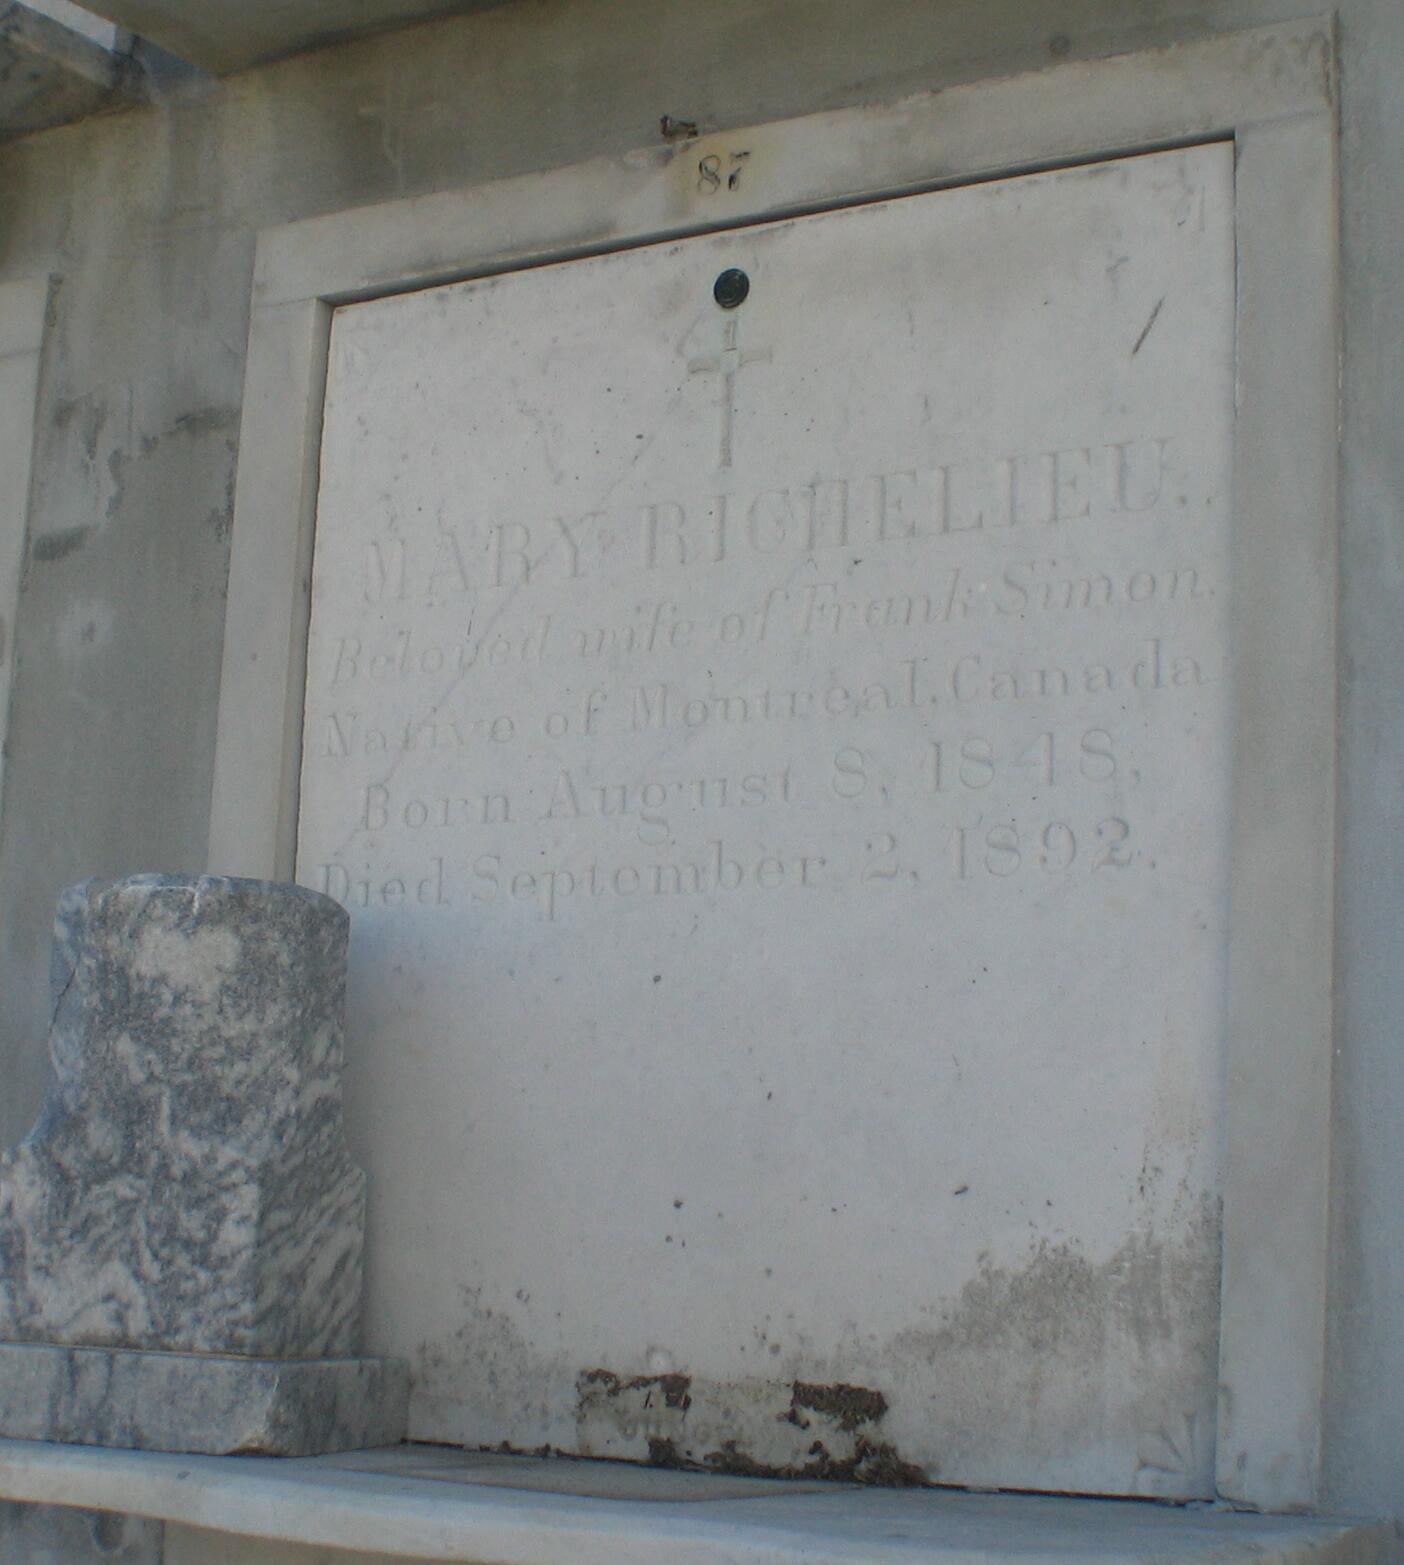 87
MARY RICHELIEU.
Beloved wife of Frank Simon.
Native of Montreal, Canada
Born August 8, 1848,
Died September 2, 1892.